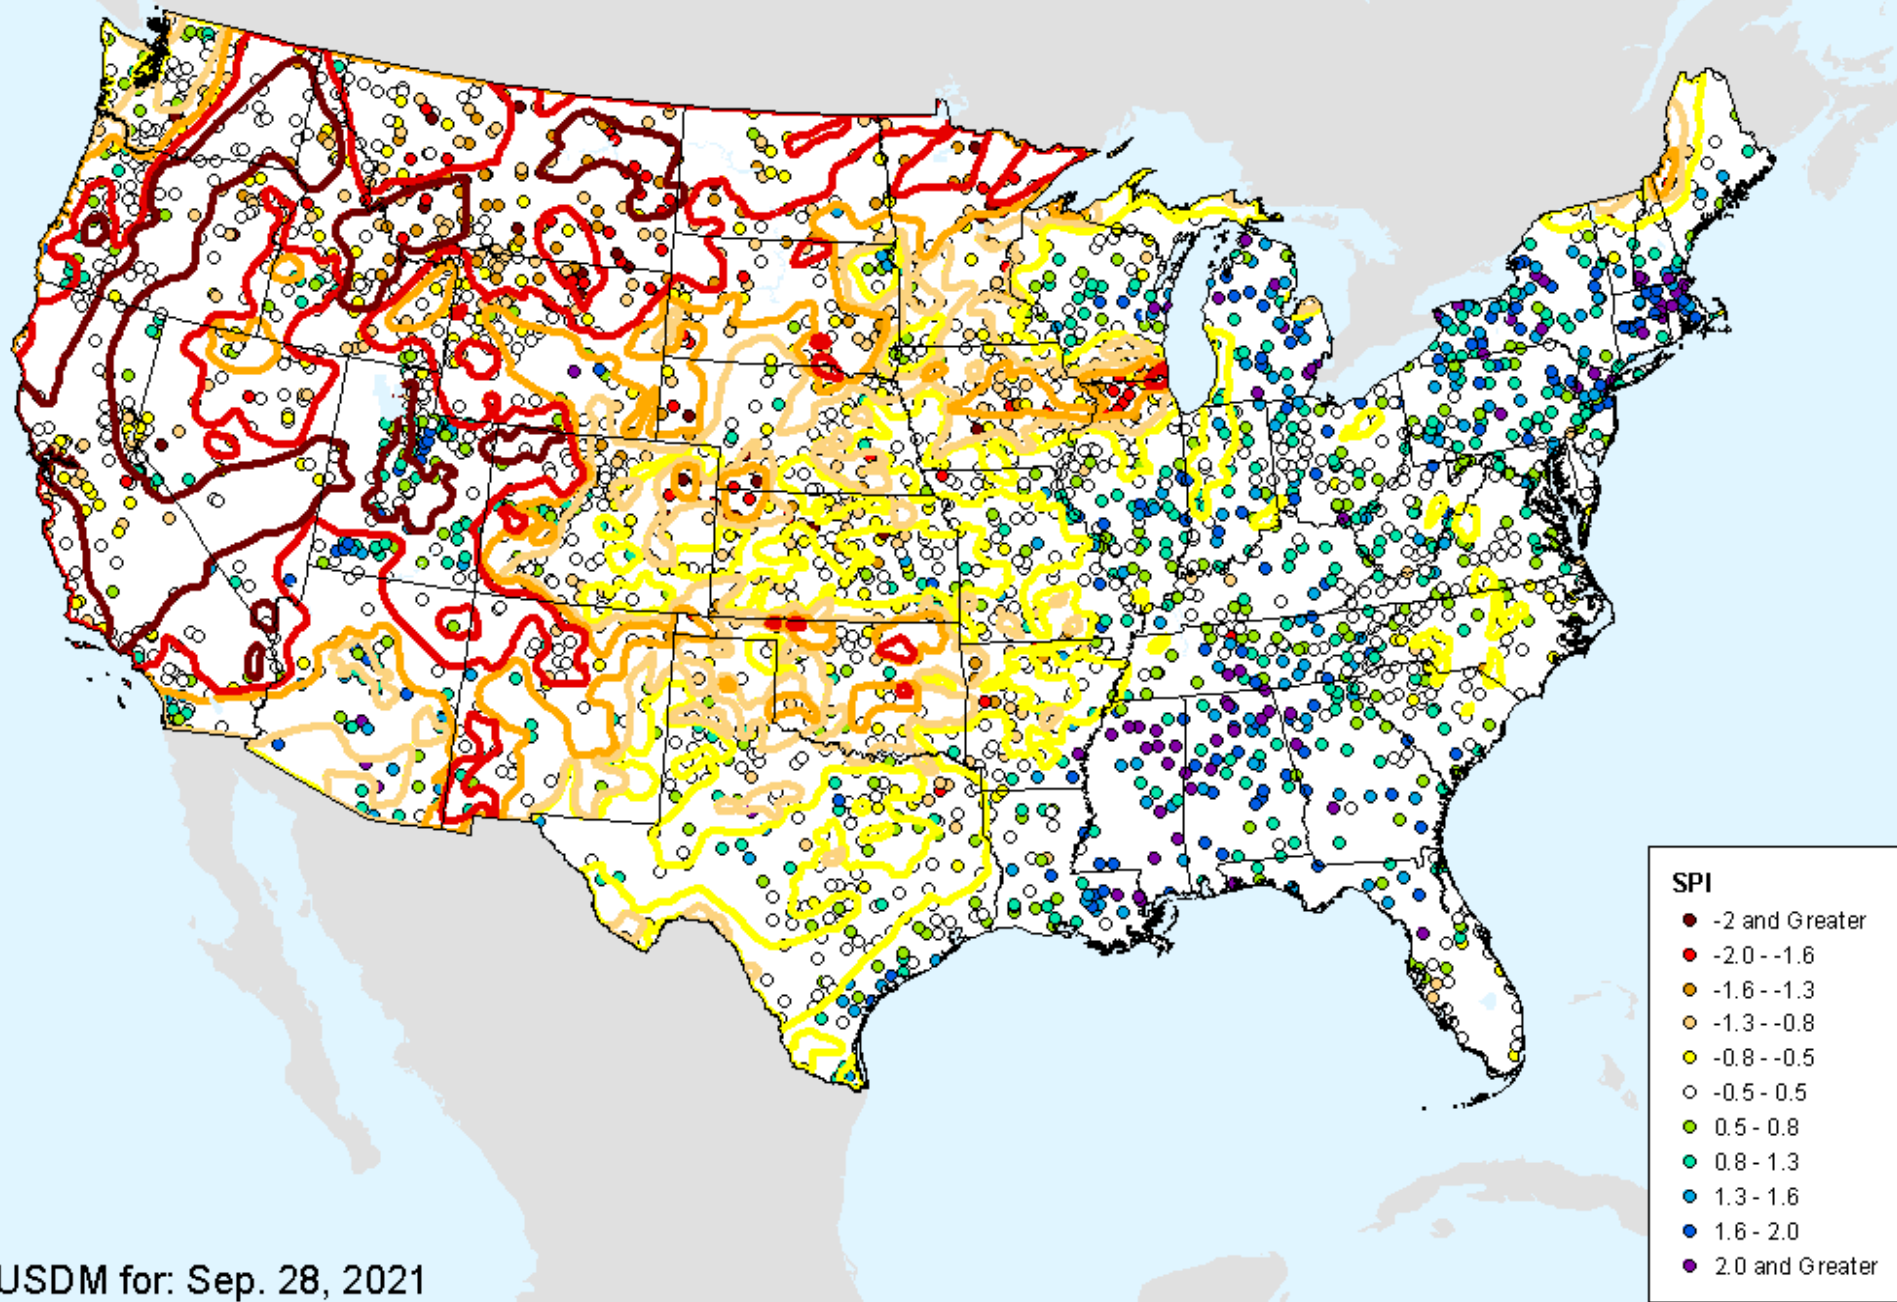 SPI
-2 and Greater
-2.0 - -1.6
-1.6 - -1.3
-1.3 - -0.8
-0.8 - -0.5
-0.5 - 0.5
0.5 - 0.8
0.8 - 1.3
1.3 - 1.6
1.6 - 2.0
2.0 and Greater
USDM for: Sep. 28, 2021